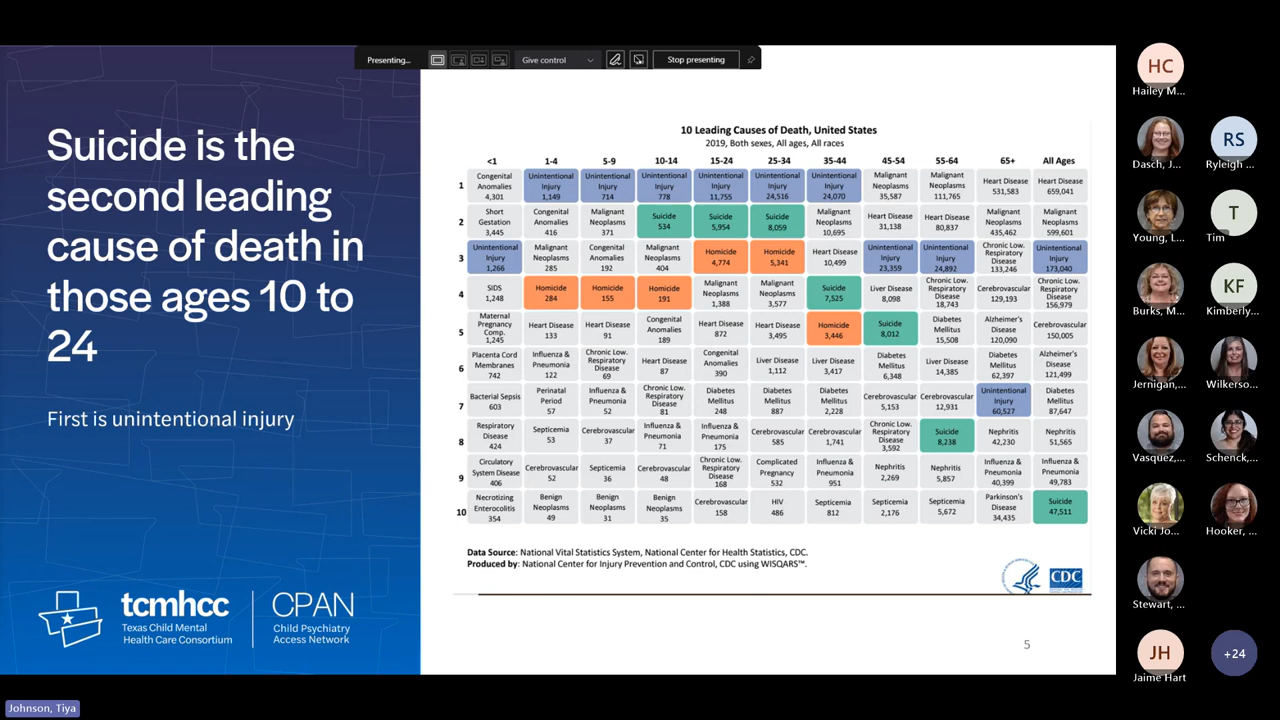 Presenting...
Give control
Stop presenting
Suicide is the
second leading
cause of death in
those ages 10 to
24
First is unintentional injury
tcmhcc
Texas Child Mental
Health Care Consortium
CPAN
Child Psychiatry
Access Network
10 Leading Causes of Death, United States
2019, Both sexes, All ages, All races
<1 1-4 5-9 10-14 15-24 25-34 35-44 45-54 55-64 65+ All Ages
1 Congenital Anomalies 4,301 Unintentional Injury 1,149 Unintentional Injury 714 Unintentional Injury 778 Unintentional Injury 11,755 Unintentional Injury 24,516 Unintentional Injury 24,070 Malignant Neoplasms 35,587 Malignant Neoplasms 111,765 Heart Disease 531,583 Heart Disease 659,041
2 Short Gestation 3,445 Congenital Anomalies 416 Malignant Neoplasms 371 Suicide 534 Suicide 5,954 Suicide 8,059 Malignant Neoplasms 10,695 Heart Disease 31,138 Heart Disease 80,837 Malignant Neoplasms 435,462 Malignant Neoplasms 599,601
3 Unintentional Injury 1,266 Malignant Neoplasms 285 Congenital Anomalies 192 Malignant Neoplasms 404 Homicide 4,774 Homicide 5,341 Heart Disease 10,499 Unintentional Injury 23,359 Unintentional Injury 24,892 Chronic Low. Respiratory Disease 133,246 Unintentional Injury 173,040
4 SIDS 1,248 Homicide 284 Homicide 155 Homicide 191 Malignant Neoplasms 1,388 Malignant Neoplasms 3,577 Suicide 7,525 Liver Disease 8,098 Chronic Low. Respiratory Disease 18,743 Cerebrovascular 129,193 Chronic Low. Respiratory Disease 156,979
5 Maternal Pregnancy Comp. 1,245 Heart Disease 133 Heart Disease 91 Congenital Anomalies 189 Heart Disease 872 Heart Disease 3,495 Homicide 3,446 Suicide 8,012 Diabetes Mellitus 15,508 Alzheimer's Disease 120,090 Cerebrovascular 150,005
6 Placenta Cord Membranes 742 Influenza & Pneumonia 122 Chronic Low. Respiratory Disease 69 Heart Disease 87 Congenital Anomalies 390 Liver Disease 1,112 Liver Disease 3,417 Diabetes Mellitus 6,348 Liver Disease 14,385 Diabetes Mellitus 62,397 Alzheimer's Disease 121,499
7 Bacterial Sepsis 603 Perinatal Period 57 Influenza & Pneumonia 52 Chronic Low. Respiratory Disease 81 Diabetes Mellitus 248 Diabetes Mellitus 887 Diabetes Mellitus 2,228 Cerebrovascular 5,153 Cerebrovascular 12,931 Unintentional Injury 60,527 Diabetes Mellitus 87,647
8 Respiratory Disease 424 Septicemia 53 Cerebrovascular 37 Influenza & Pneumonia 71 Influenza & Pneumonia 175 Cerebrovascular 585 Cerebrovascular 1,741 Chronic Low. Respiratory Disease 3,592 Suicide 8,238 Nephritis 42,230 Nephritis 51,565
9 Circulatory System Disease 406 Cerebrovascular 52 Septicemia 36 Cerebrovascular 48 Chronic Low. Respiratory Disease 168 Complicated Pregnancy 532 Influenza & Pneumonia 951 Nephritis 2,269 Nephritis 5,857 Influenza & Pneumonia 40,399 Influenza & Pneumonia 49,783
10 Necrotizing Enterocolitis 354 Benign Neoplasms 49 Benign Neoplasms 31 Benign Neoplasms 35 Cerebrovascular 158 HIV 486 Septicemia 812 Septicemia 2,176 Septicemia 5,672 Parkinson's Disease 34,435 Suicide 47,511
Data Source: National Vital Statistics System, National Center for Health Statistics, CDC.
Produced by: National Center for Injury Prevention and Control, CDC using WISQARS™.
CDC
5
HC
Hailey M...
RS
Dasch, J... Ryleigh ...
T
Young, L... Tim
KF
Burks, M... Kimberly...
Jernigan,... Wilkerso...
Vasquez,... Schenck,...
Vicki Jo... Hooker, ...
Stewart, ...
JH +24
Jaime Hart
Johnson, Tiya